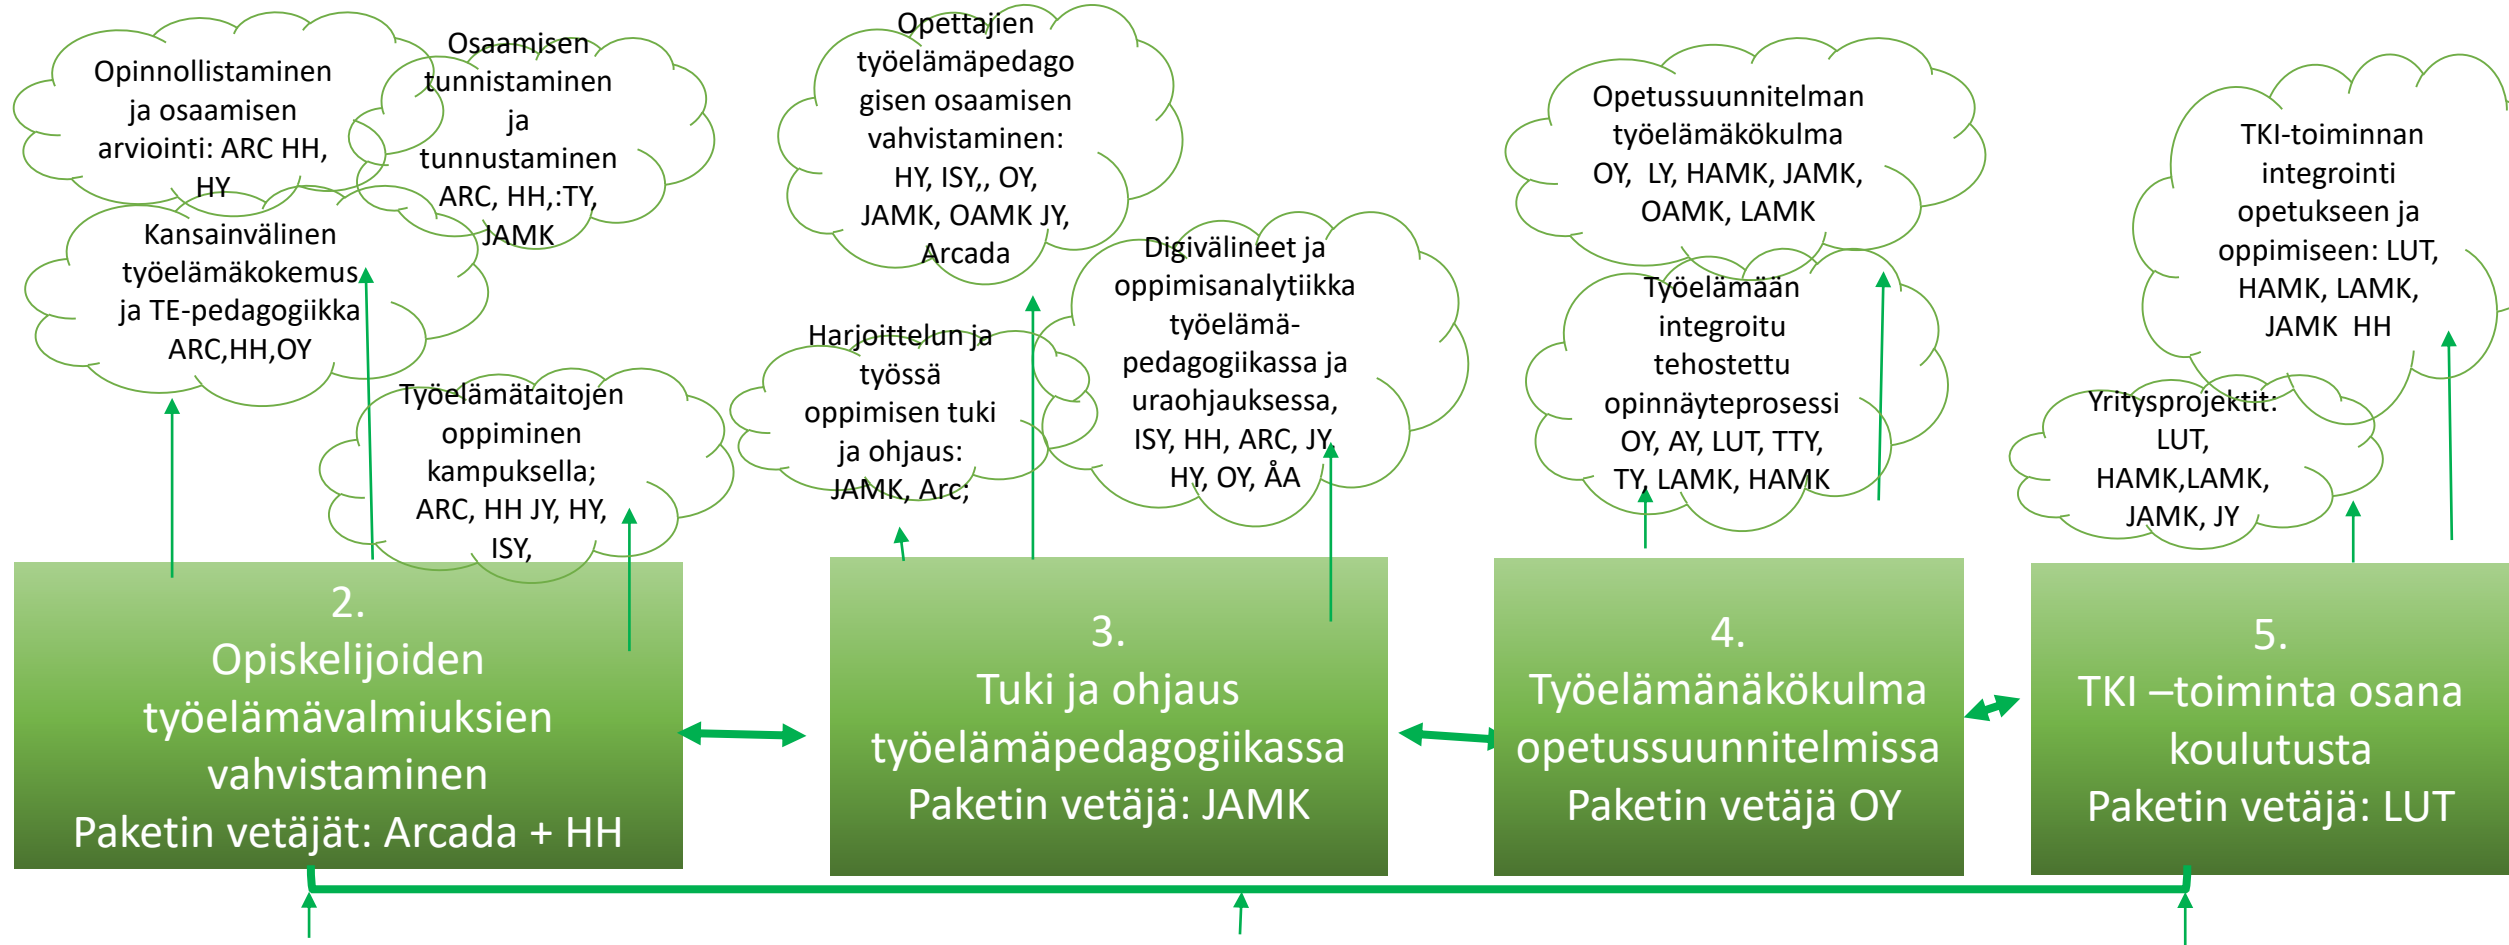 Opinnollistaminen
ja osaamisen
arviointi: ARC HH,
HY
Osaamisen
tunnistaminen
ja
tunnustaminen
ARC, HH,:TY,
JAMK
Kansainvälinen
työelämäkokemus
ja TE-pedagogiikka
ARC,HH,OY
Työelämätaitojen
oppiminen
kampuksella;
ARC, HH JY, HY,
ISY,
Opettajien
työelämäpedago
gisen osaamisen
vahvistaminen:
HY, ISY,, OY,
JAMK, OAMK JY,
Arcada
Harjoittelun ja
työssä
oppimisen tuki
ja ohjaus:
JAMK, Arc;
Digivälineet ja
oppimisanalytiikka
työelämä-
pedagogiikassa ja
uraohjauksessa,
ISY, HH, ARC, JY,
HY, OY, ÅA
Opetussuunnitelman
työelämäkökulma
OY,  LY, HAMK, JAMK,
OAMK, LAMK
Työelämään
integroitu
tehostettu
opinnäyteprosessi
OY, AY, LUT, TTY,
TY, LAMK, HAMK
TKI-toiminnan
integrointi
opetukseen ja
oppimiseen: LUT,
HAMK, LAMK,
JAMK  HH
Yritysprojektit:
LUT,
HAMK,LAMK,
JAMK, JY
2.
Opiskelijoiden
työelämävalmiuksien
vahvistaminen
Paketin vetäjät: Arcada + HH
3.
Tuki ja ohjaus
työelämäpedagogiikassa
Paketin vetäjä: JAMK
4.
Työelämänäkökulma
opetussuunnitelmissa
Paketin vetäjä OY
5.
TKI –toiminta osana
koulutusta
Paketin vetäjä: LUT